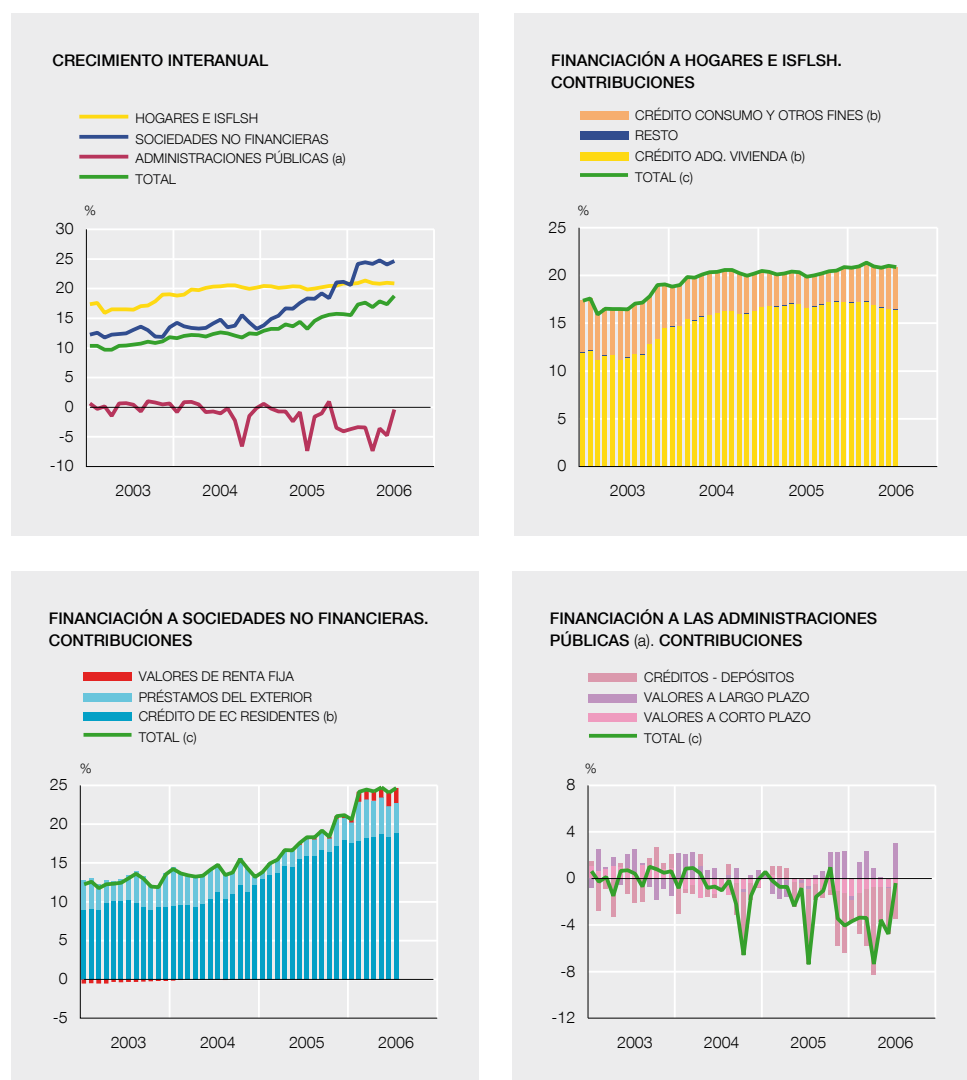 CRECIMIENTO INTERANUAL
HOGARES E ISFLSH
SOCIEDADES NO FINANCIERAS
ADMINISTRACIONES PÚBLICAS (a)
TOTAL
%
30
25
20
15
10
5
0
-5
-10
2003 2004 2005 2006
FINANCIACIÓN A HOGARES E ISFLSH.
CONTRIBUCIONES
CRÉDITO CONSUMO Y OTROS FINES (b)
RESTO
CRÉDITO ADQ. VIVIENDA (b)
TOTAL (c)
%
25
20
15
10
5
0
2003 2004 2005 2006
FINANCIACIÓN A SOCIEDADES NO FINANCIERAS.
CONTRIBUCIONES
VALORES DE RENTA FIJA
PRÉSTAMOS DEL EXTERIOR
CRÉDITO DE EC RESIDENTES (b)
TOTAL (c)
%
25
20
15
10
5
0
-5
2003 2004 2005 2006
FINANCIACIÓN A LAS ADMINISTRACIONES
PÚBLICAS (a). CONTRIBUCIONES
CRÉDITOS - DEPÓSITOS
VALORES A LARGO PLAZO
VALORES A CORTO PLAZO
TOTAL (c)
%
8
4
0
-4
-8
-12
2003 2004 2005 2006